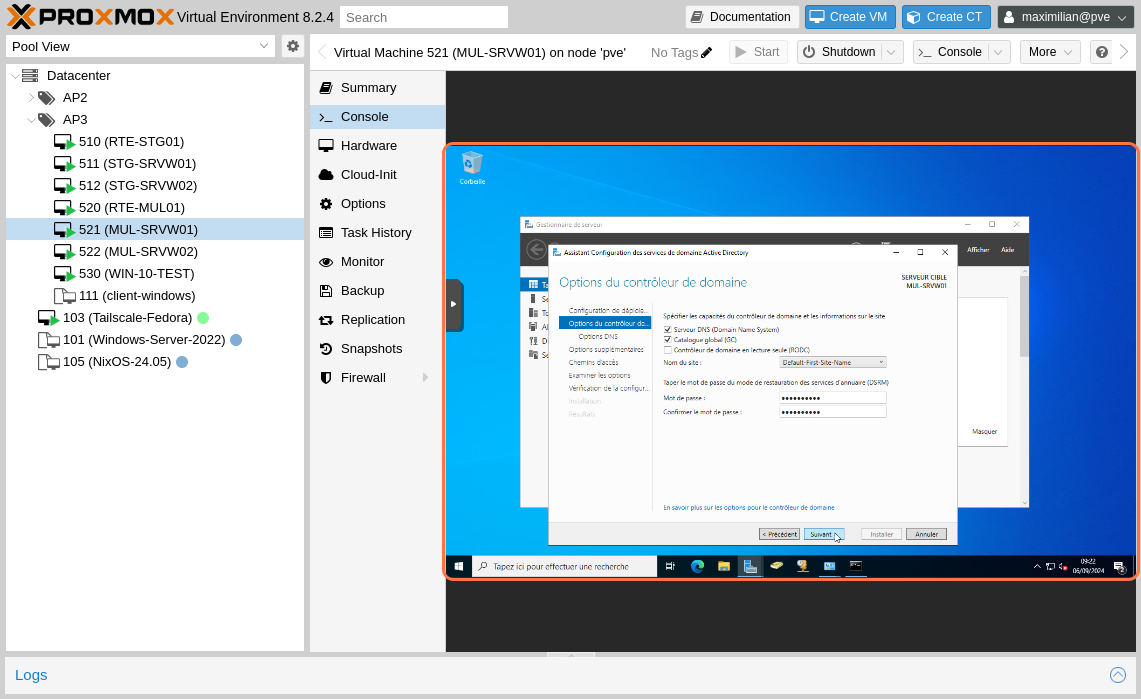 PROXMOX Virtual Environment 8.2.4 Search Documentation Create VM Create CT maximilian@pve
Pool View
Virtual Machine 521 (MUL-SRVW01) on node 'pve' No Tags Start Shutdown Console More
Datacenter
AP2
AP3
510 (RTE-STG01)
511 (STG-SRVW01)
512 (STG-SRVW02)
520 (RTE-MUL01)
521 (MUL-SRVW01)
522 (MUL-SRVW02)
530 (WIN-10-TEST)
111 (client-windows)
103 (Tailscale-Fedora)
101 (Windows-Server-2022)
105 (NixOS-24.05)
Summary
Console
Hardware
Cloud-Init
Options
Task History
Monitor
Backup
Replication
Snapshots
Firewall
Corbeille
Gestionnaire de serveur
Afficher Aide
Assistant Configuration des services de domaine Active Directory
Options du contrôleur de domaine
SERVEUR CIBLE
MUL-SRVW01
Configuration de déploie...
Options du contrôleur de...
Options DNS
Options supplémentaires
Chemins d'accès
Examiner les options
Vérification de la configur...
Installation
Résultats
Spécifier les capacités du contrôleur de domaine et les informations sur le site
Serveur DNS (Domain Name System)
Catalogue global (GC)
Contrôleur de domaine en lecture seule (RODC)
Nom du site : Default-First-Site-Name
Taper le mot de passe du mode de restauration des services d'annuaire (DSRM)
Mot de passe : ●●●●●●●●●●
Confirmer le mot de passe : ●●●●●●●●●●
Masquer
En savoir plus sur les options pour le contrôleur de domaine
< Précédent Suivant > Installer Annuler
Tapez ici pour effectuer une recherche
09:22
06/09/2024
2
Logs